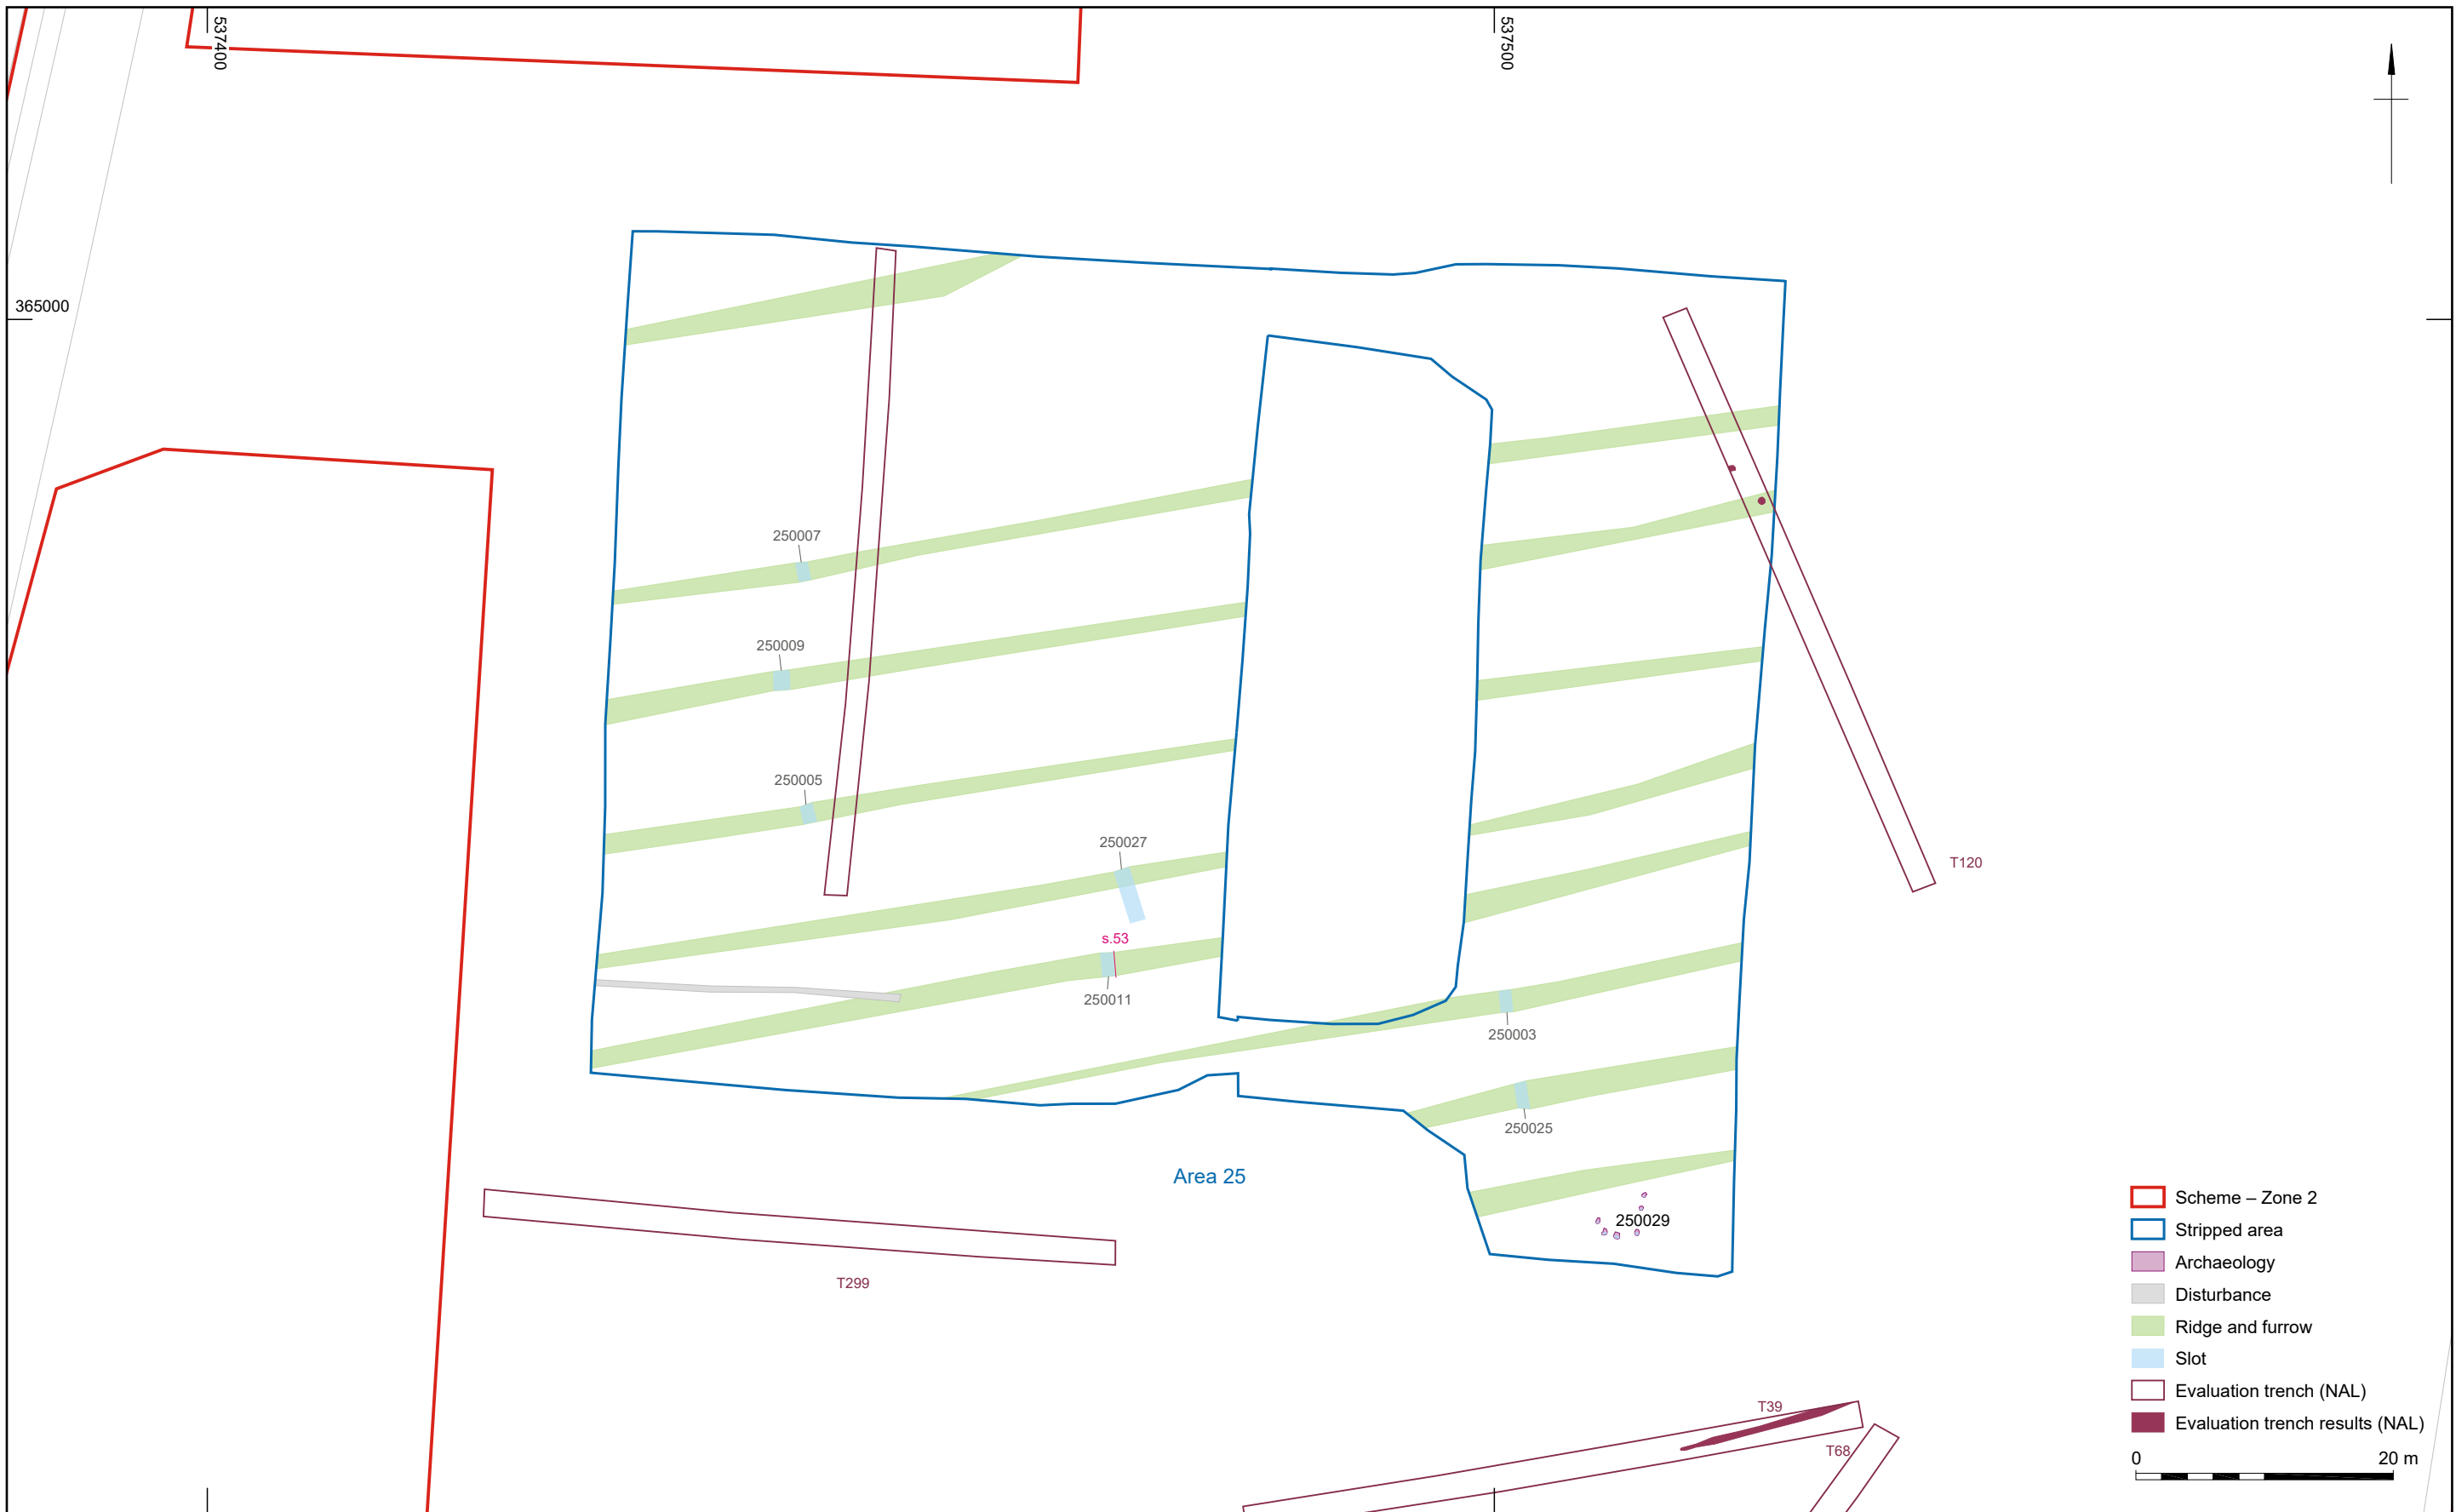 537400
537500
365000
250007
250009
250005
250027
s.53
250011
250003
250025
250029
T120
Area 25
T299
T39
T68
Scheme – Zone 2
Stripped area
Archaeology
Disturbance
Ridge and furrow
Slot
Evaluation trench (NAL)
Evaluation trench results (NAL)
0 20 m